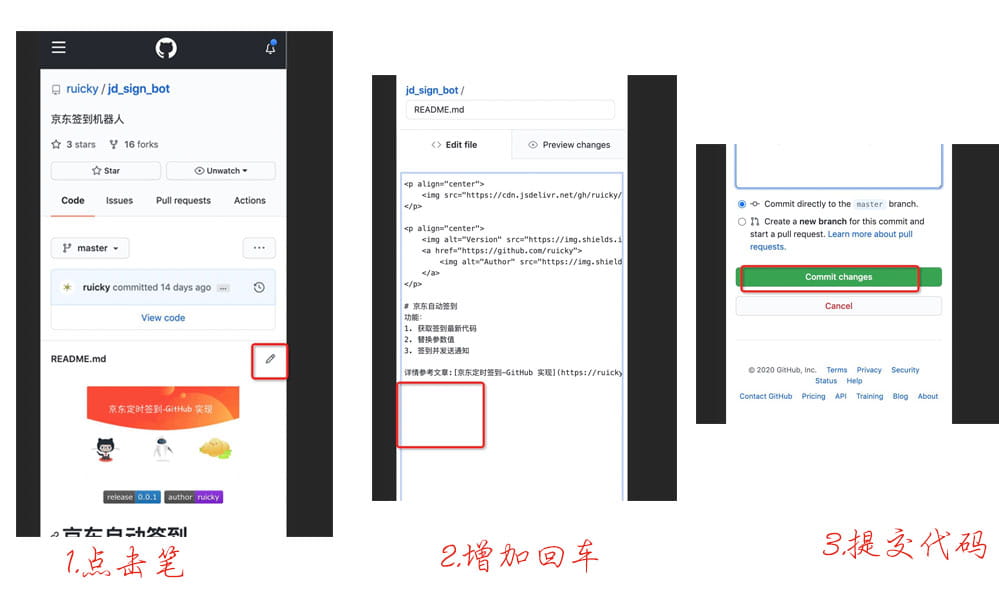 ruicky / jd_sign_bot
京东签到机器人
3 stars 16 forks
Star Unwatch
Code Issues Pull requests Actions
master
ruicky committed 14 days ago ...
View code
README.md
京东定时签到-GitHub 实现
release 0.0.1 author ruicky
京东自动签到
1.点击笔
jd_sign_bot /
README.md
<> Edit file Preview changes
<p align="center">
<img src="https://cdn.jsdelivr.net/gh/ruicky/
</p>
<p align="center">
<img alt="Version" src="https://img.shields.i
<a href="https://github.com/ruicky">
<img alt="Author" src="https://img.shield
</a>
</p>
# 京东自动签到
功能:
1. 获取签到最新代码
2. 替换参数值
3. 签到并发送通知
详情参考文章:[京东定时签到-GitHub 实现](https://ruicky
2.增加回车
Commit directly to the master branch.
Create a new branch for this commit and
start a pull request. Learn more about pull
requests.
Commit changes
Cancel
© 2020 GitHub, Inc. Terms Privacy Security
Status Help
Contact GitHub Pricing API Training Blog About
3.提交代码